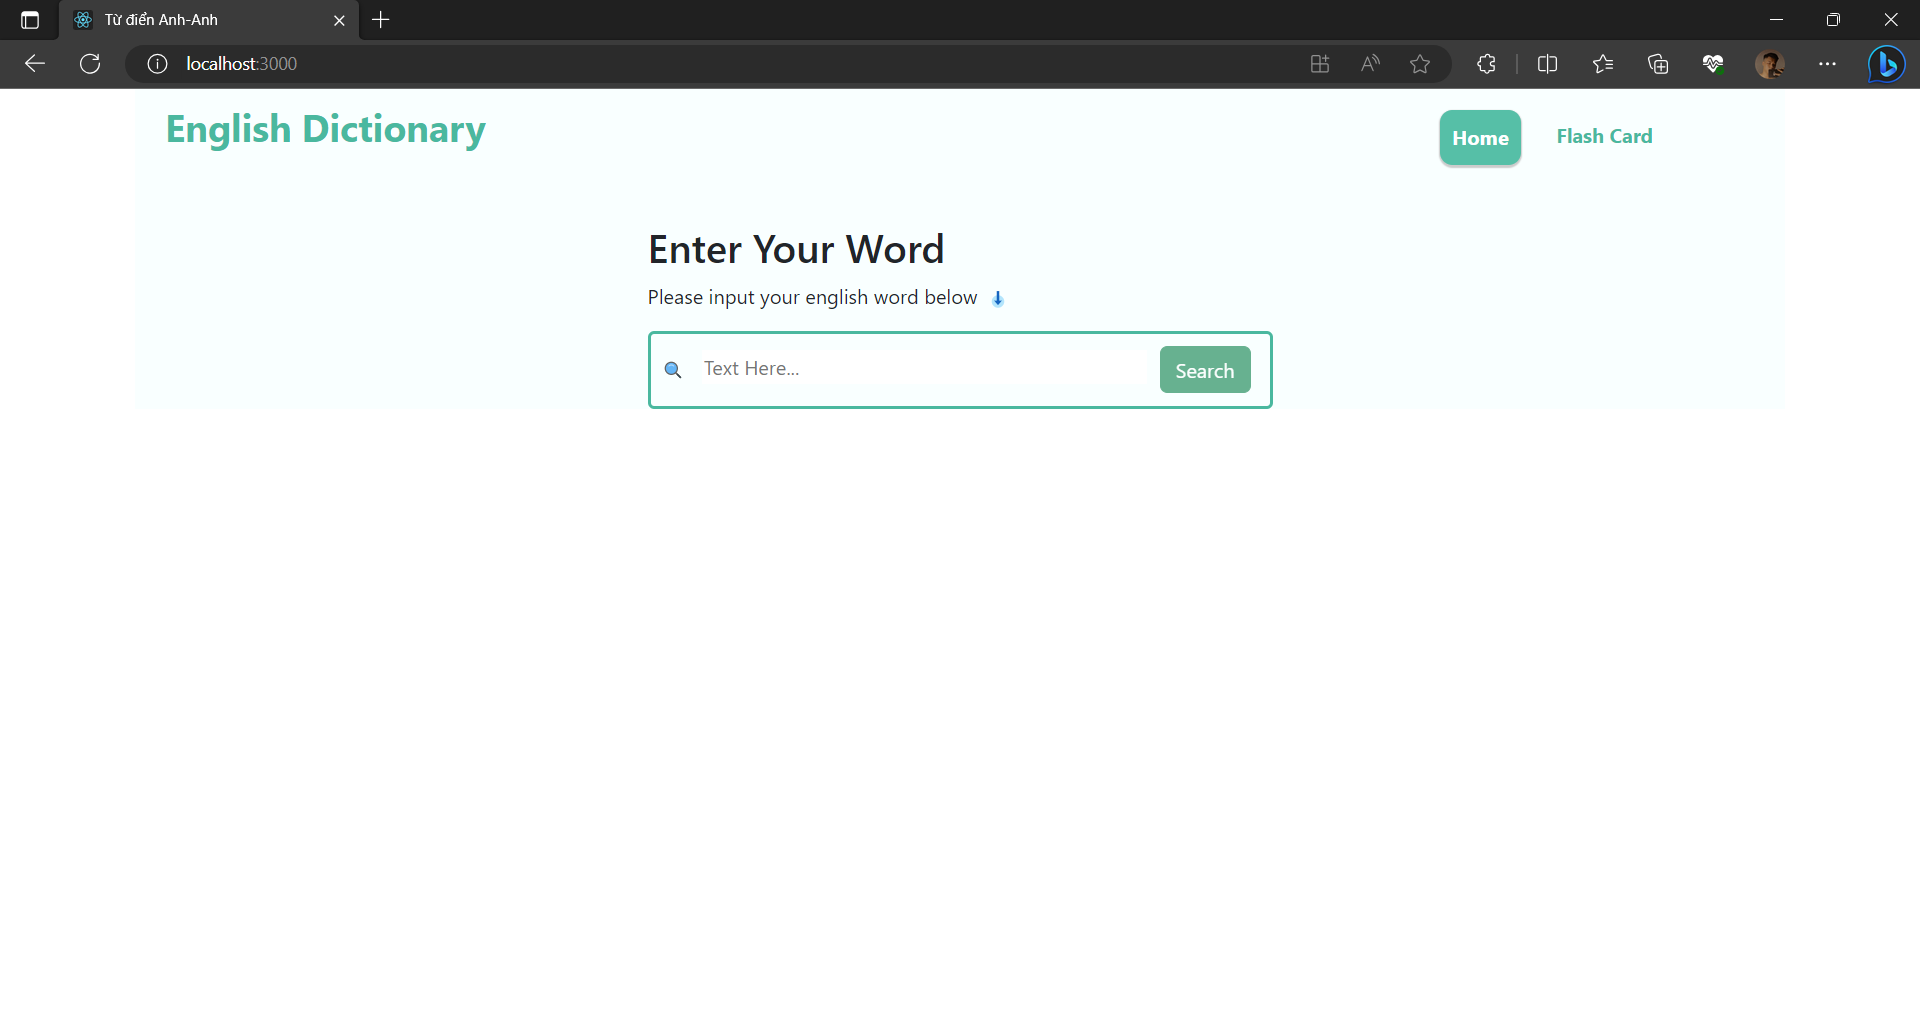 Từ điển Anh-Anh
localhost:3000
English Dictionary
Home
Flash Card
Enter Your Word
Please input your english word below
Text Here...
Search